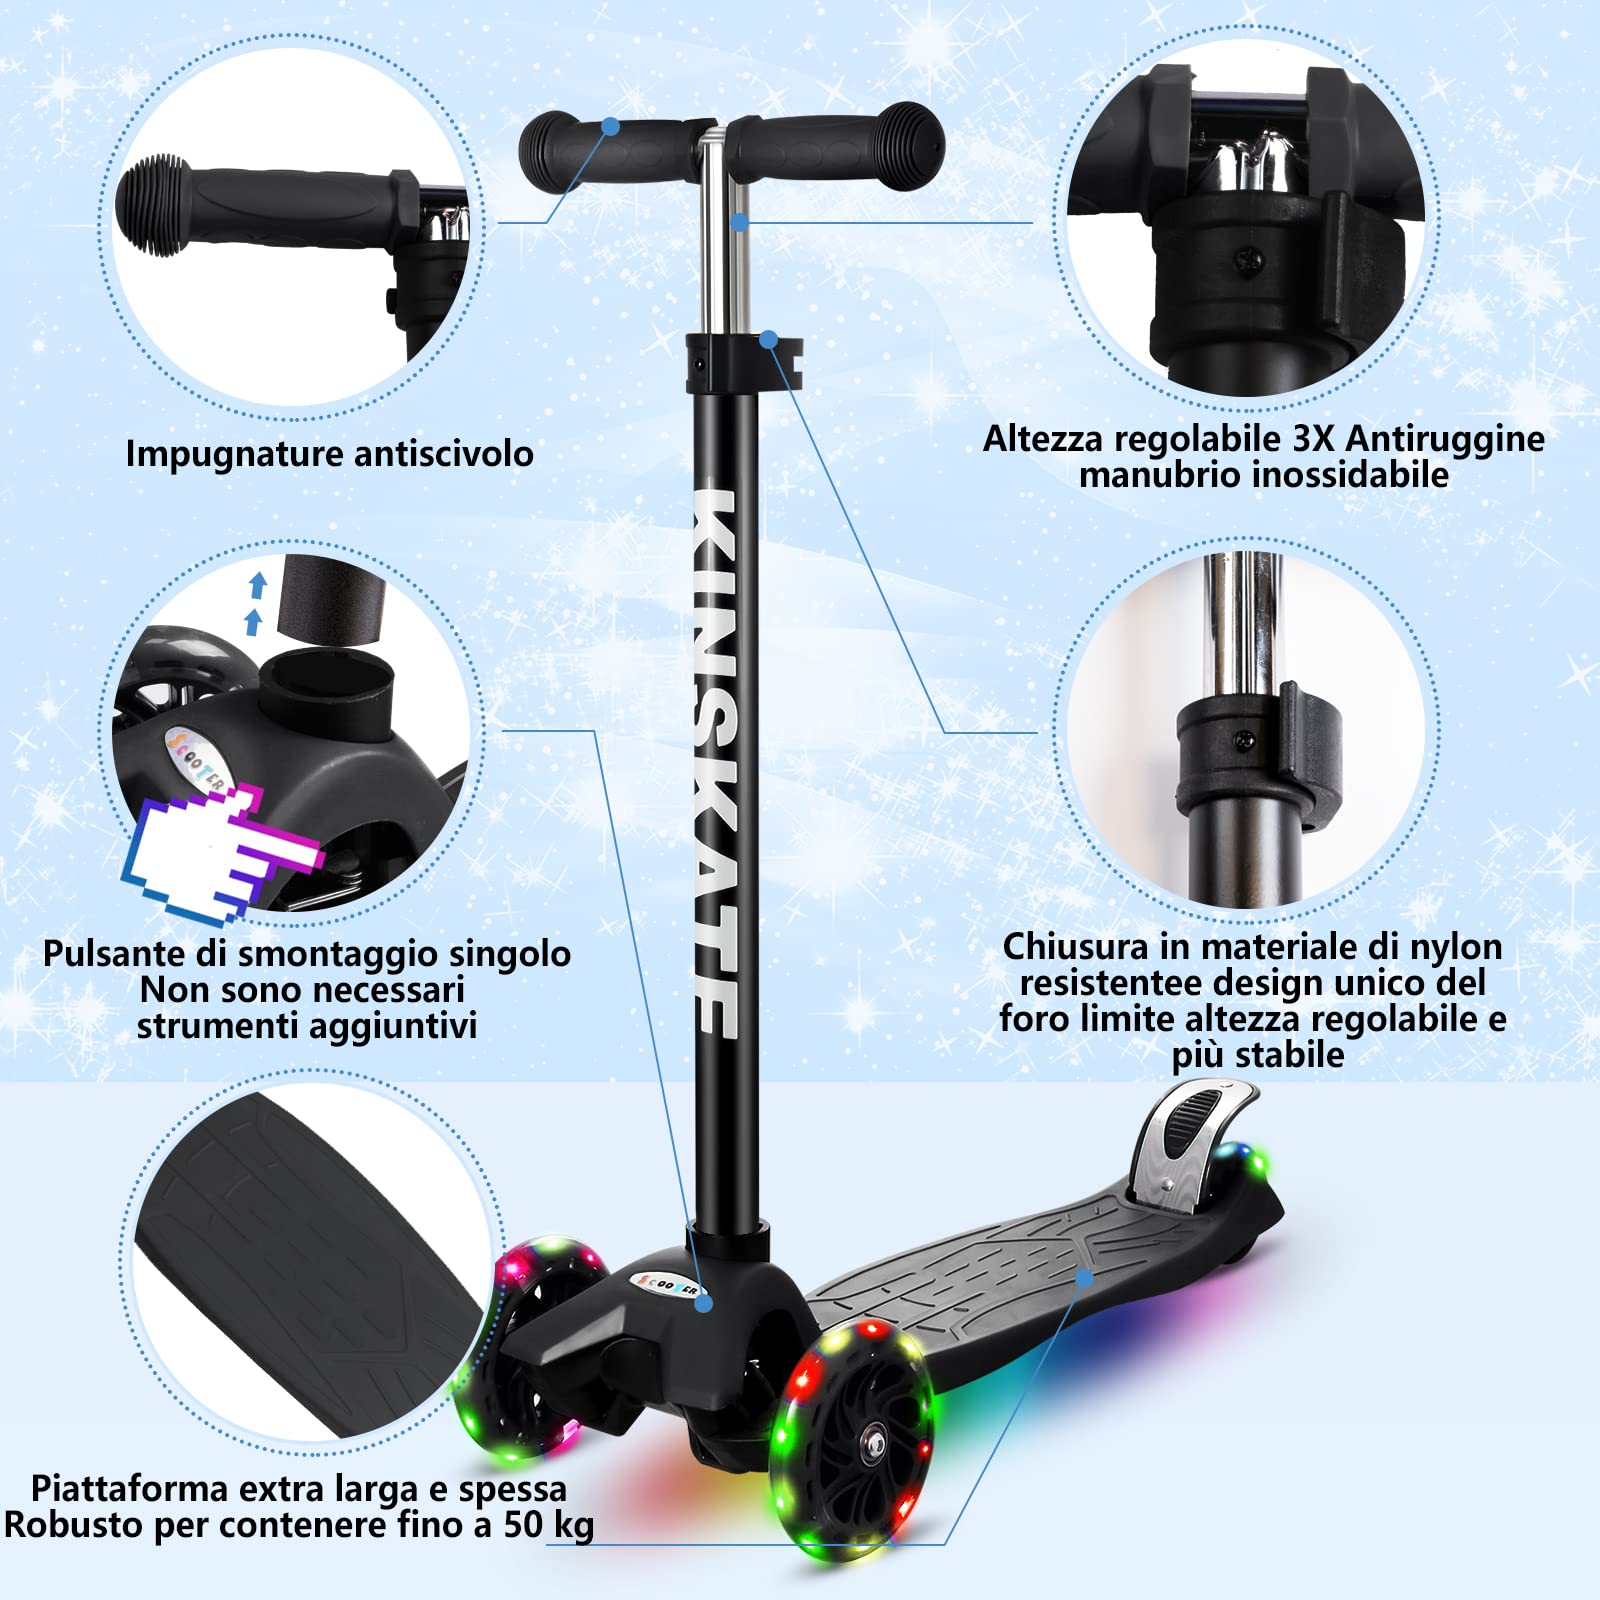 Impugnature antiscivolo
Altezza regolabile 3X Antiruggine
manubrio inossidabile
KINSKATE
SCOOTER
Pulsante di smontaggio singolo
Non sono necessari
strumenti aggiuntivi
Chiusura in materiale di nylon
resistentee design unico del
foro limite altezza regolabile e
più stabile
SCOOTER
Piattaforma extra larga e spessa
Robusto per contenere fino a 50 kg